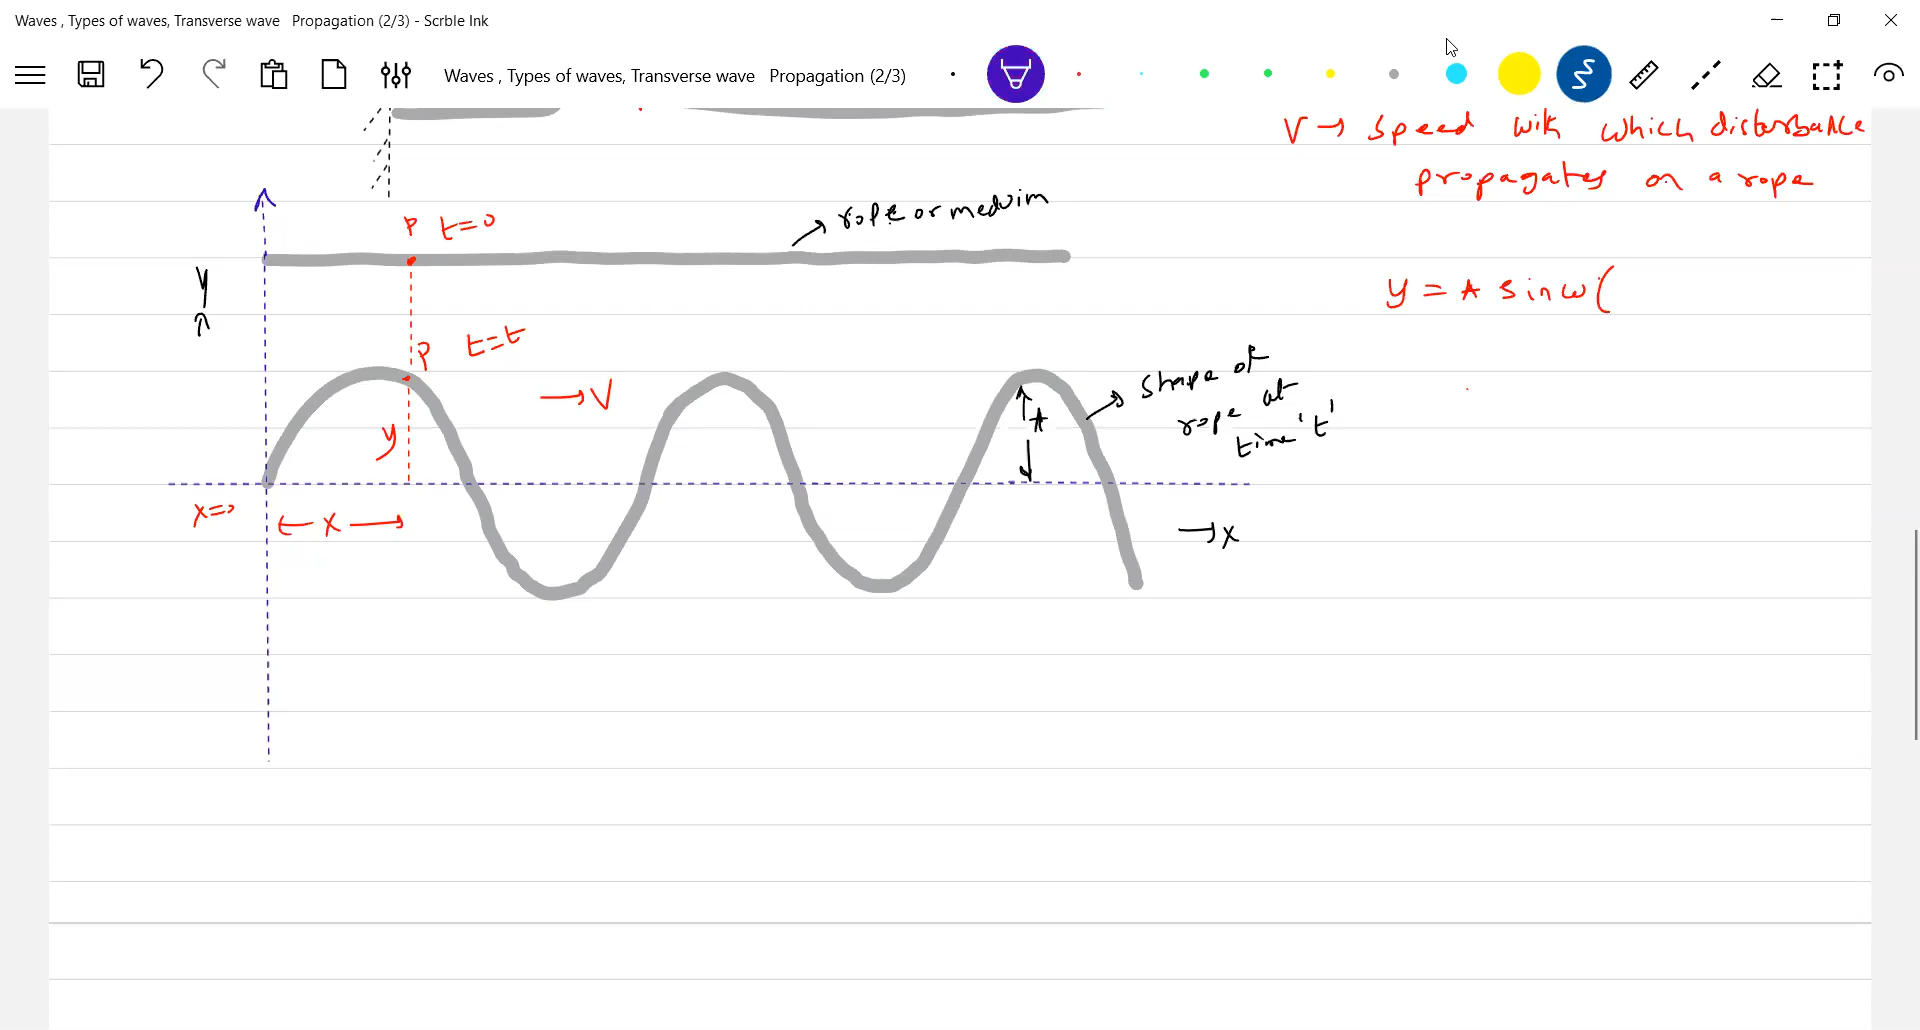 Waves , Types of waves, Transverse wave Propagation (2/3) - Scrble Ink
Waves , Types of waves, Transverse wave Propagation (2/3)
V → speed with which disturbance
propagates on a rope
→ rope or meduim
P t=0
y
y = A sinω(
P t=t
→ V
shape of
rope at
time 't'
A
y
x=0
← x →
→ x